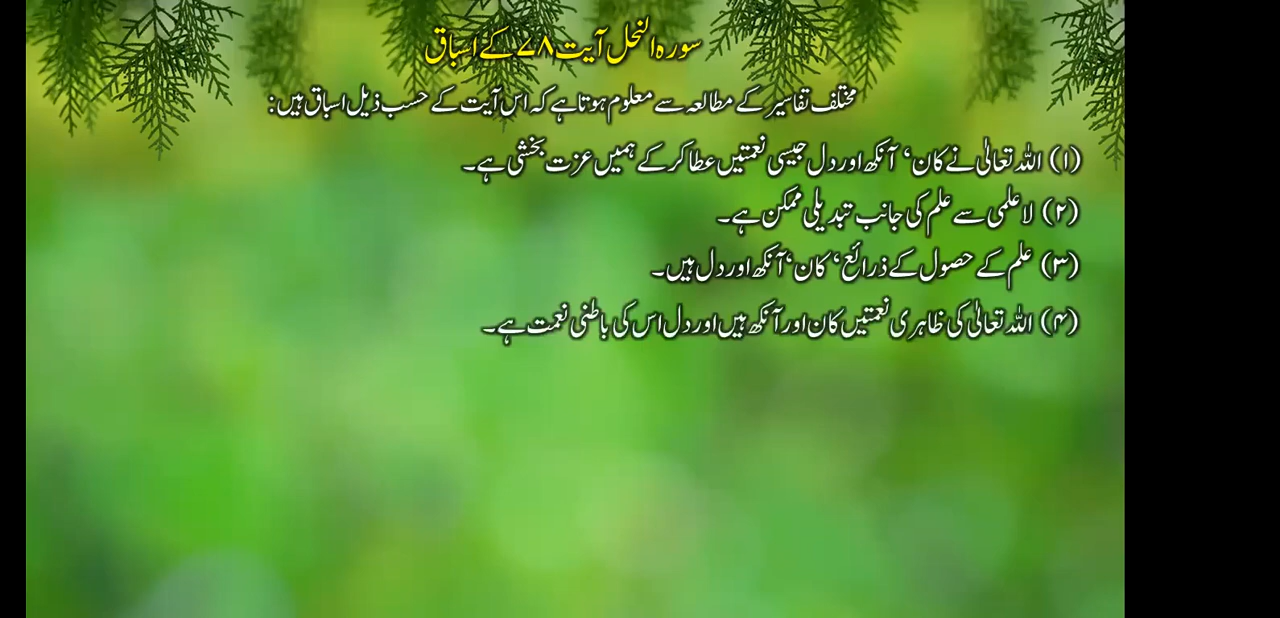 سورہ النحل آیت ۷۸ کے اسباق
مختلف تفاسیر کے مطالعہ سے معلوم ہوتا ہے کہ اس آیت کے حسب ذیل اسباق ہیں:
(۱) اللہ تعالیٰ نے کان‘ آنکھ اور دل جیسی نعمتیں عطا کر کے ہمیں عزت بخشی ہے۔
(۲) لاعلمی سے علم کی جانب تبدیلی ممکن ہے۔
(۳) علم کے حصول کے ذرائع‘ کان‘ آنکھ اور دل ہیں۔
(۴) اللہ تعالیٰ کی ظاہری نعمتیں کان اور آنکھ ہیں اور دل اس کی باطنی نعمت ہے۔